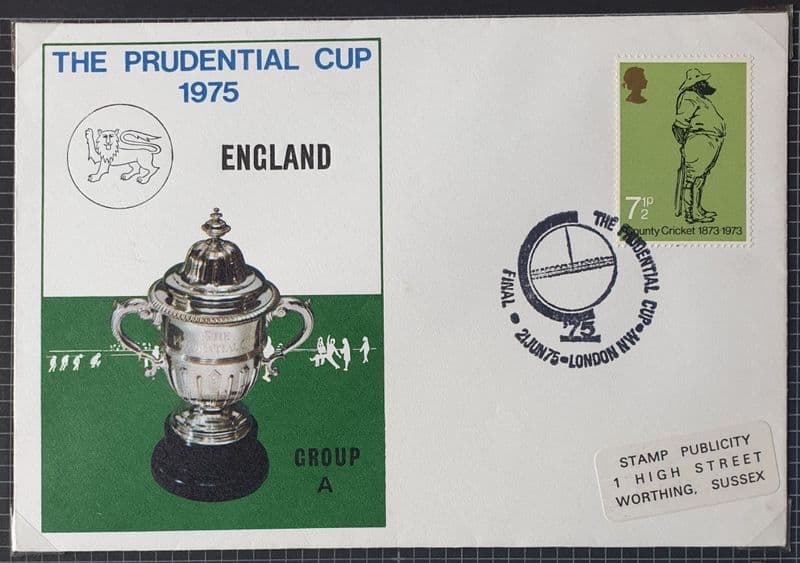 THE PRUDENTIAL CUP
1975
ENGLAND
THE
GROUP
A
7½P
County Cricket 1873-1973
THE PRUDENTIAL CUP • NW
FINAL • 21JUN75 • LONDON
'75
STAMP PUBLICITY
1 HIGH STREET
WORTHING, SUSSEX